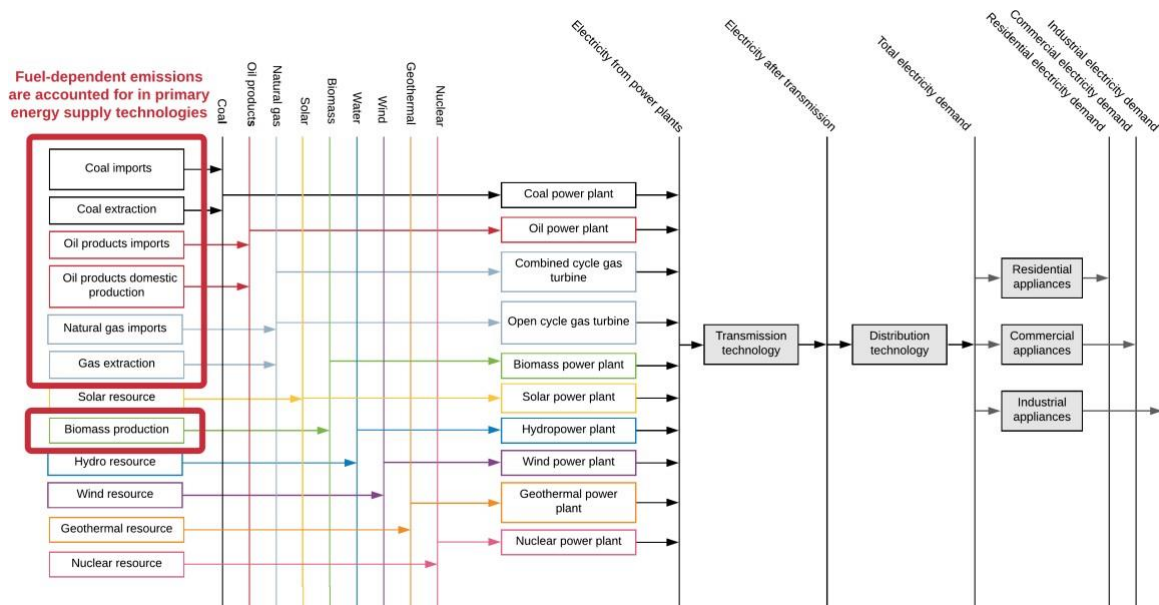 Fuel-dependent emissions
are accounted for in primary
energy supply technologies
Coal
Oil products
Natural gas
Solar
Biomass
Water
Wind
Geothermal
Nuclear
Electricity from power plants
Electricity after transmission
Total electricity demand
Residential electricity demand
Commercial electricity demand
Industrial electricity demand
Coal imports
Coal extraction
Oil products imports
Oil products domestic
production
Natural gas imports
Gas extraction
Solar resource
Biomass production
Hydro resource
Wind resource
Geothermal resource
Nuclear resource
Coal power plant
Oil power plant
Combined cycle gas
turbine
Open cycle gas turbine
Biomass power plant
Solar power plant
Hydropower plant
Wind power plant
Geothermal power
plant
Nuclear power plant
Transmission
technology
Distribution
technology
Residential
appliances
Commercial
appliances
Industrial
appliances